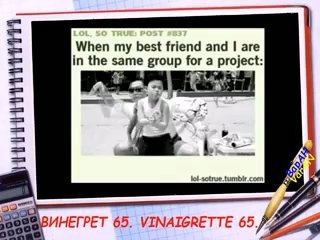 LOL, SO TRUE: POST #837
When my best friend and I are
in the same group for a project:
lol-sotrue.tumblr.com
ВИНЕГРЕТ 65. VINAIGRETTE 65.